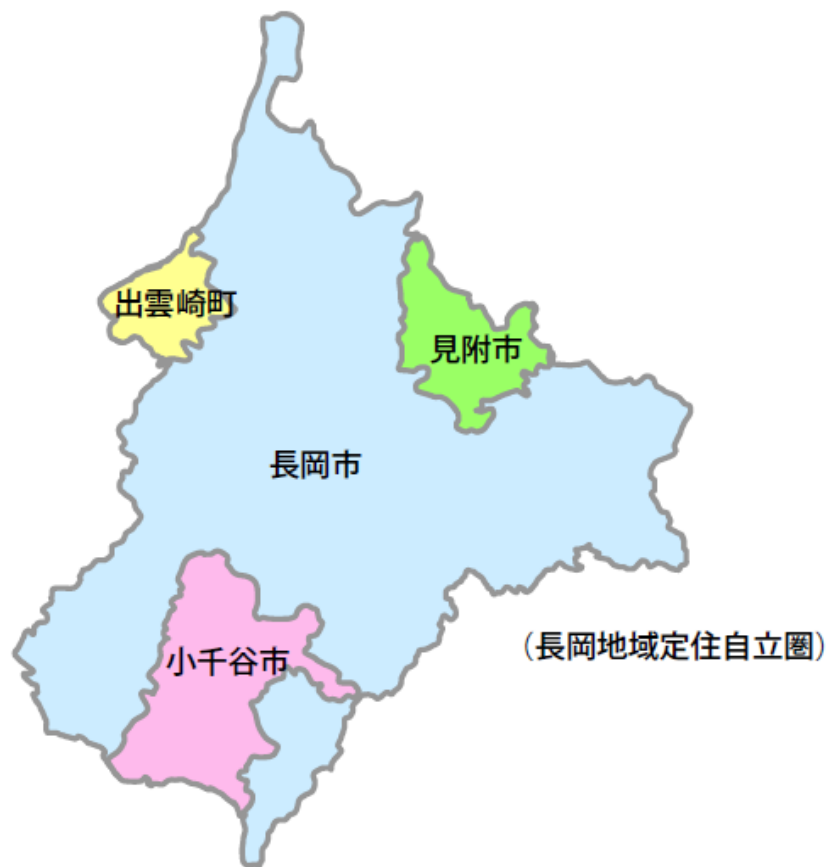 出雲崎町
見附市
長岡市
小千谷市
（長岡地域定住自立圏）